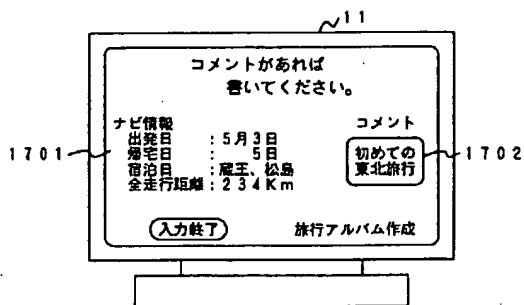 11
コメントがあれば
書いてください。
ナビ情報
出発日 : 5月3日
帰宅日 : 5日
宿泊日 : 蔵王、松島
全走行距離 : 234Km
1701
コメント
初めての
東北旅行
1702
入力終了
旅行アルバム作成